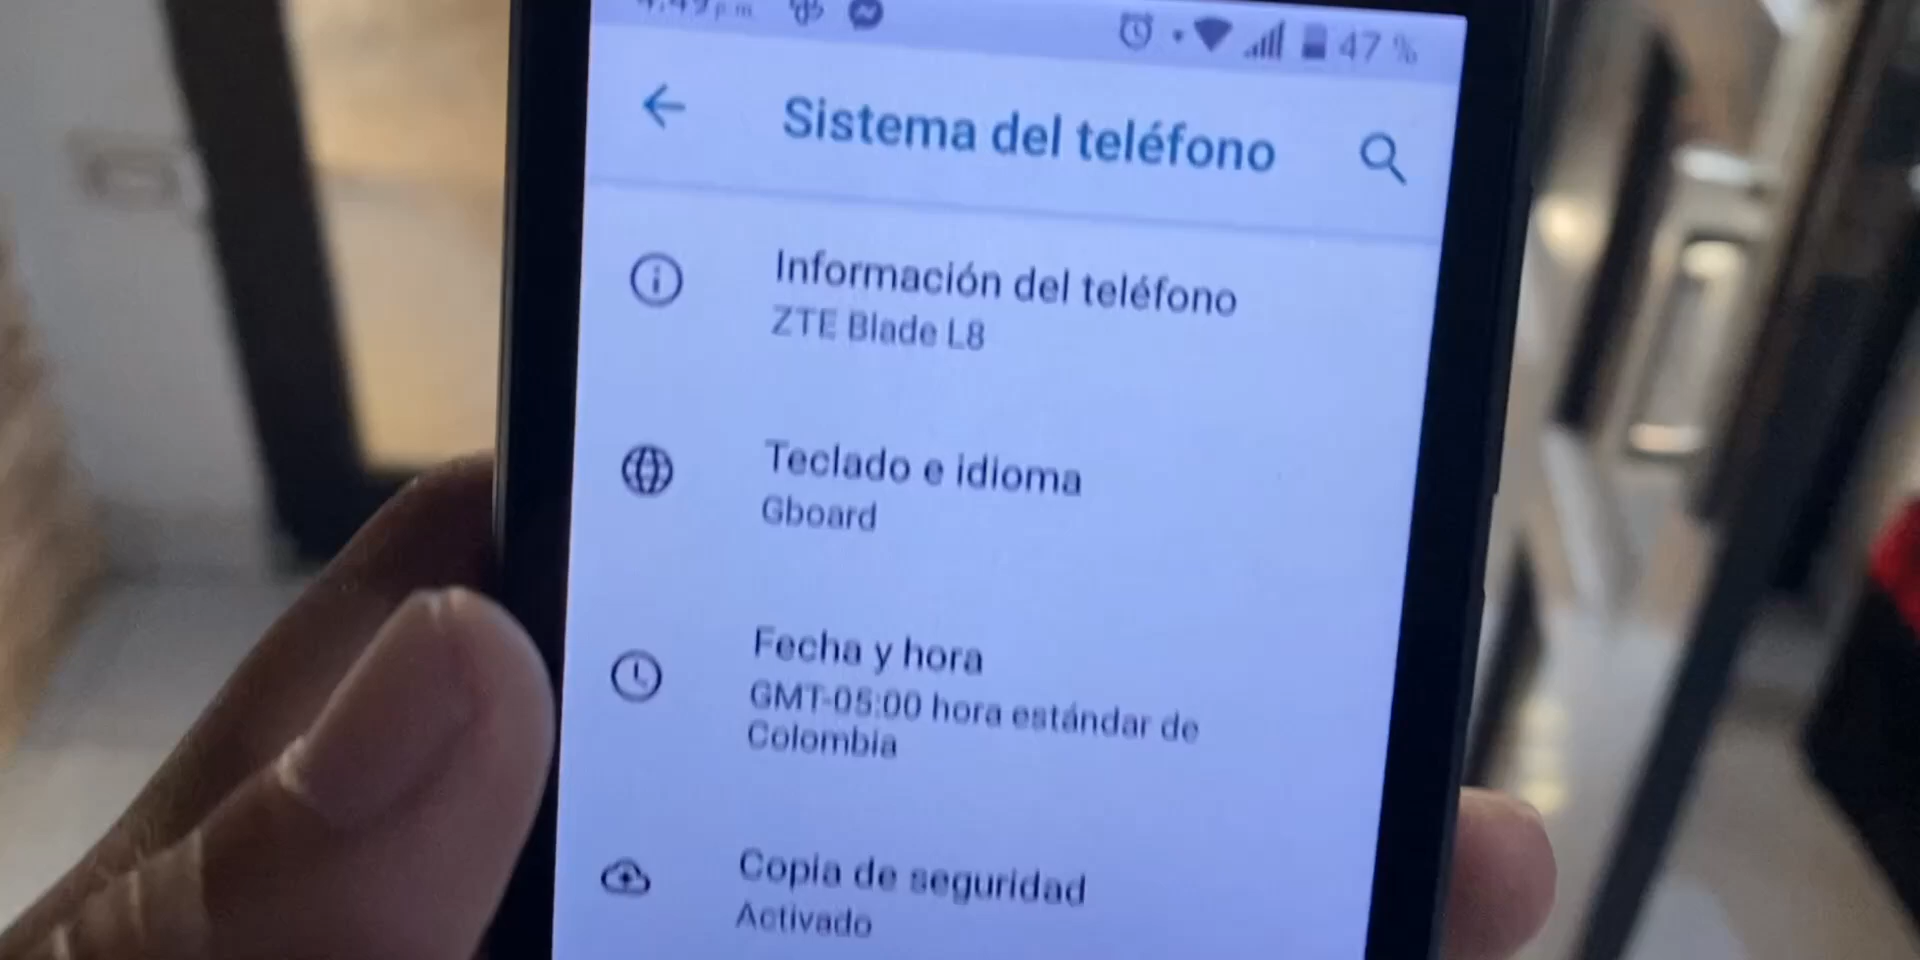 47 %
Sistema del teléfono
Información del teléfono
ZTE Blade L8
Teclado e idioma
Gboard
Fecha y hora
GMT-05:00 hora estándar de
Colombia
Copia de seguridad
Activado